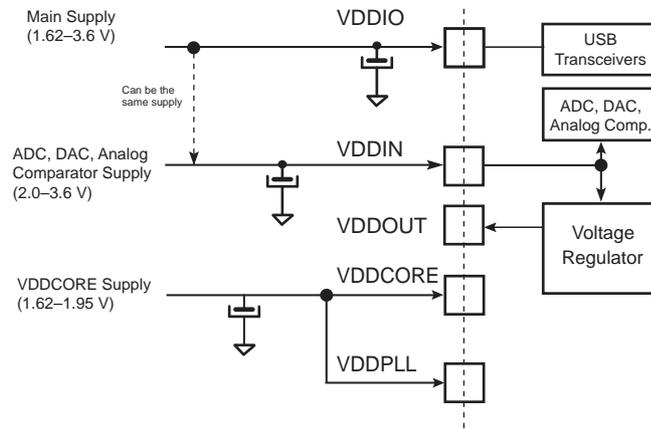 Main Supply
(1.62–3.6 V)
VDDIO
USB
Transceivers
Can be the
same supply
ADC, DAC,
Analog Comp.
ADC, DAC, Analog
Comparator Supply
(2.0–3.6 V)
VDDIN
VDDOUT
Voltage
Regulator
VDDCORE Supply
(1.62–1.95 V)
VDDCORE
VDDPLL